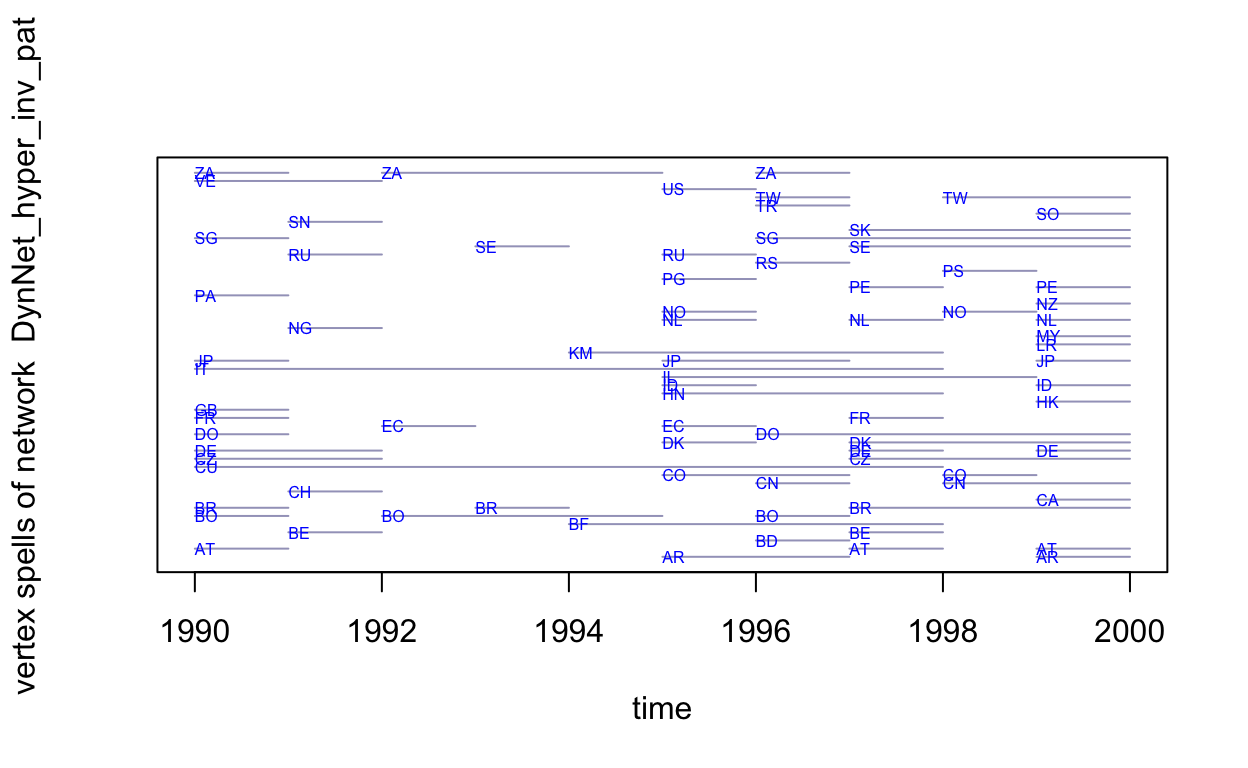 vertex spells of network DynNet_hyper_inv_pat
ZA ZA ZA
VE
US
TW TW
TR
SO
SN
SK
SG SG
SE SE
RU RU
RS
PS
PG
PE PE
PA
NZ
NO NO
NL NL NL
NG
MY
LR
KM
JP JP JP
IT
IL
ID ID
HN
HK
GB
FR FR
EC EC
DO DO
DK DK
DE DE DE
CZ CZ
CU
CO CO
CN CN
CH
CA
BR BR BR
BO BO BO
BF
BE BE
BD
AT AT AT
AR AR
1990 1992 1994 1996 1998 2000
time